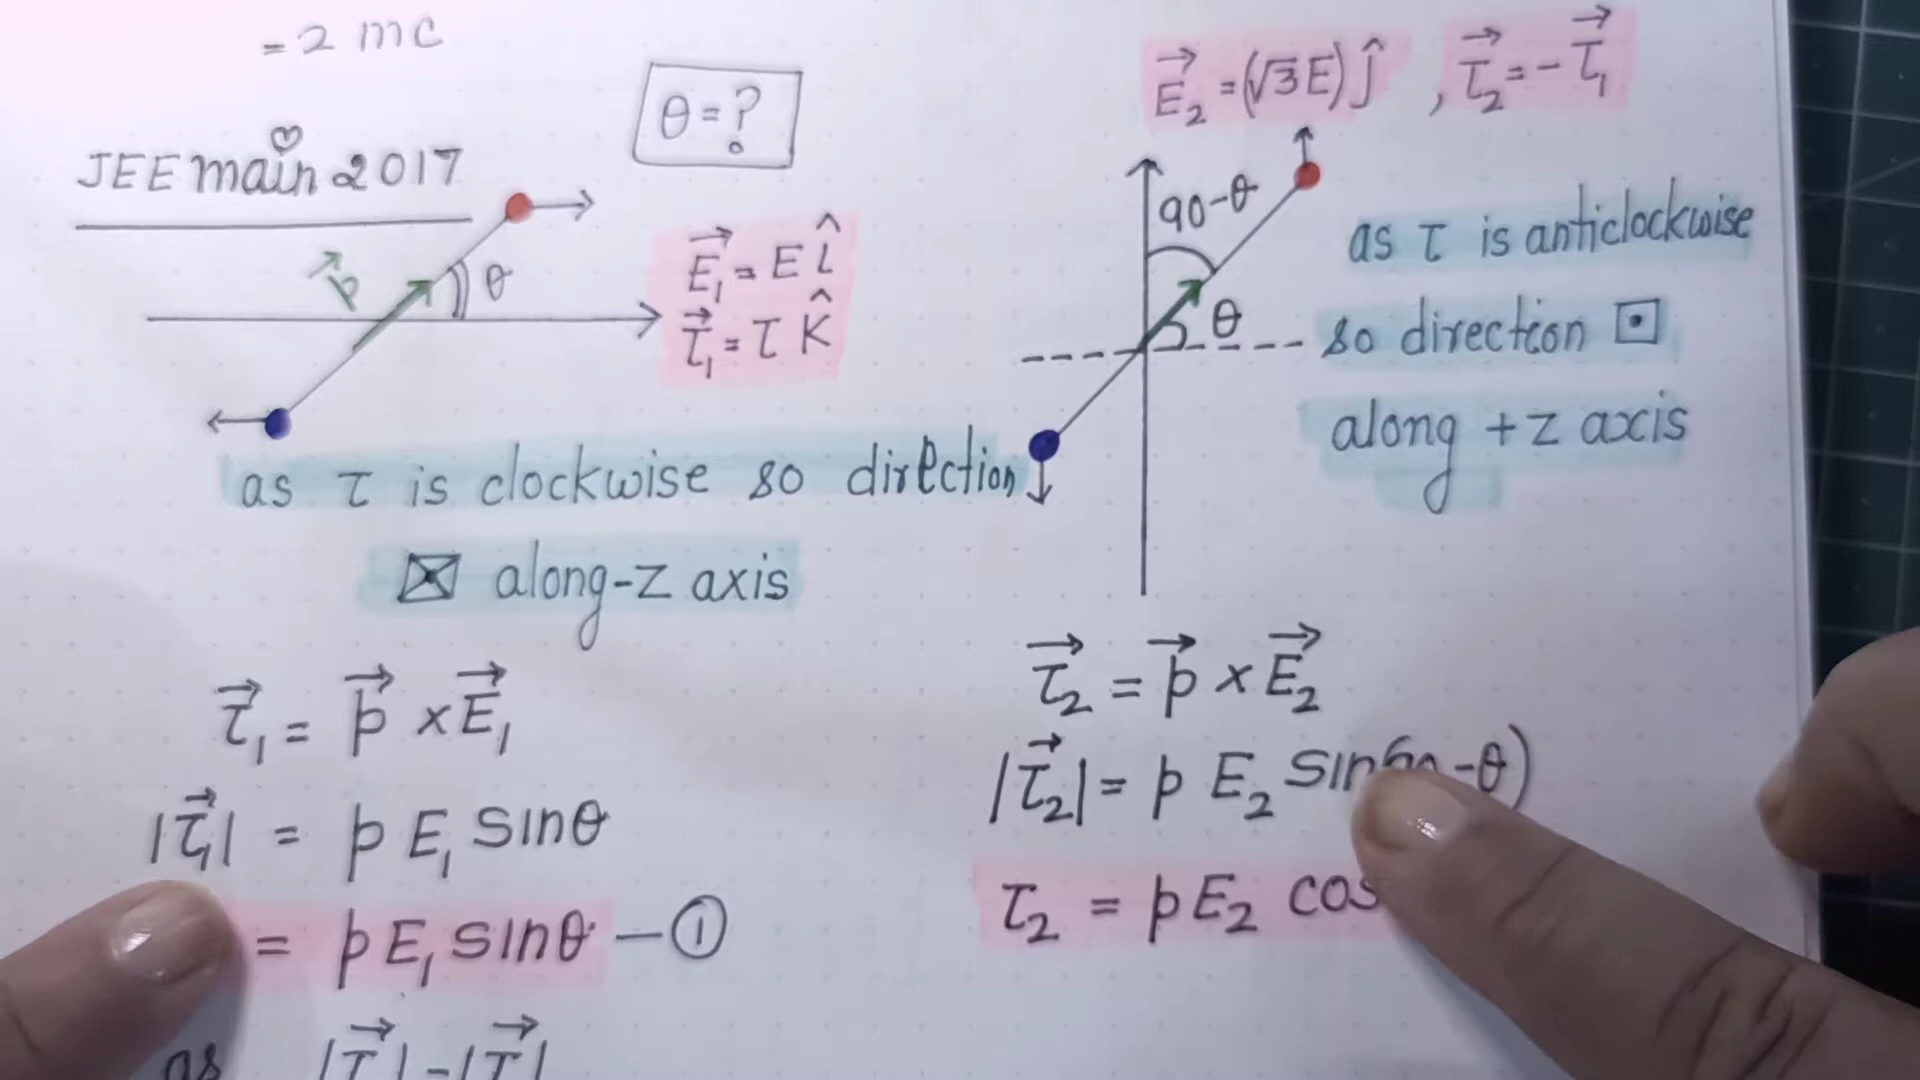 = 2 mc
JEE main 2017
θ = ?
p⃗
θ
E⃗₁ = E î
τ⃗₁ = τ K̂
as τ is clockwise so direction
☒ along -z axis
τ⃗₁ = p⃗ × E⃗₁
|τ⃗₁| = p E₁ sinθ
= p E₁ sinθ — ①
as |τ⃗ | = |τ⃗ |
E⃗₂ = (√3 E) ĵ , τ⃗₂ = - τ⃗₁
90-θ
θ
as τ is anticlockwise
so direction ⊡
along +z axis
τ⃗₂ = p⃗ × E⃗₂
|τ⃗₂| = p E₂ sin( -θ)
τ₂ = p E₂ cos